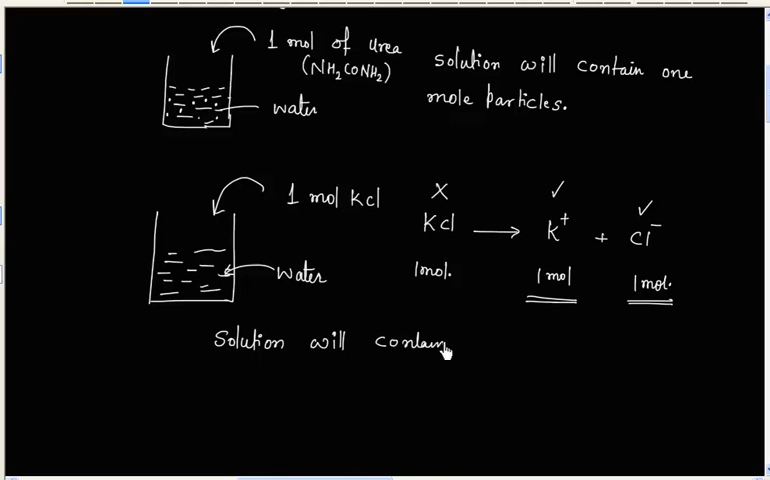 1 mol of urea
(NH2CONH2)
solution will contain one
mole particles.
water
1 mol Kcl
X ✓ ✓
Kcl ⟶ K+ + Cl−
1mol. 1mol 1mol.
water
Solution will contain